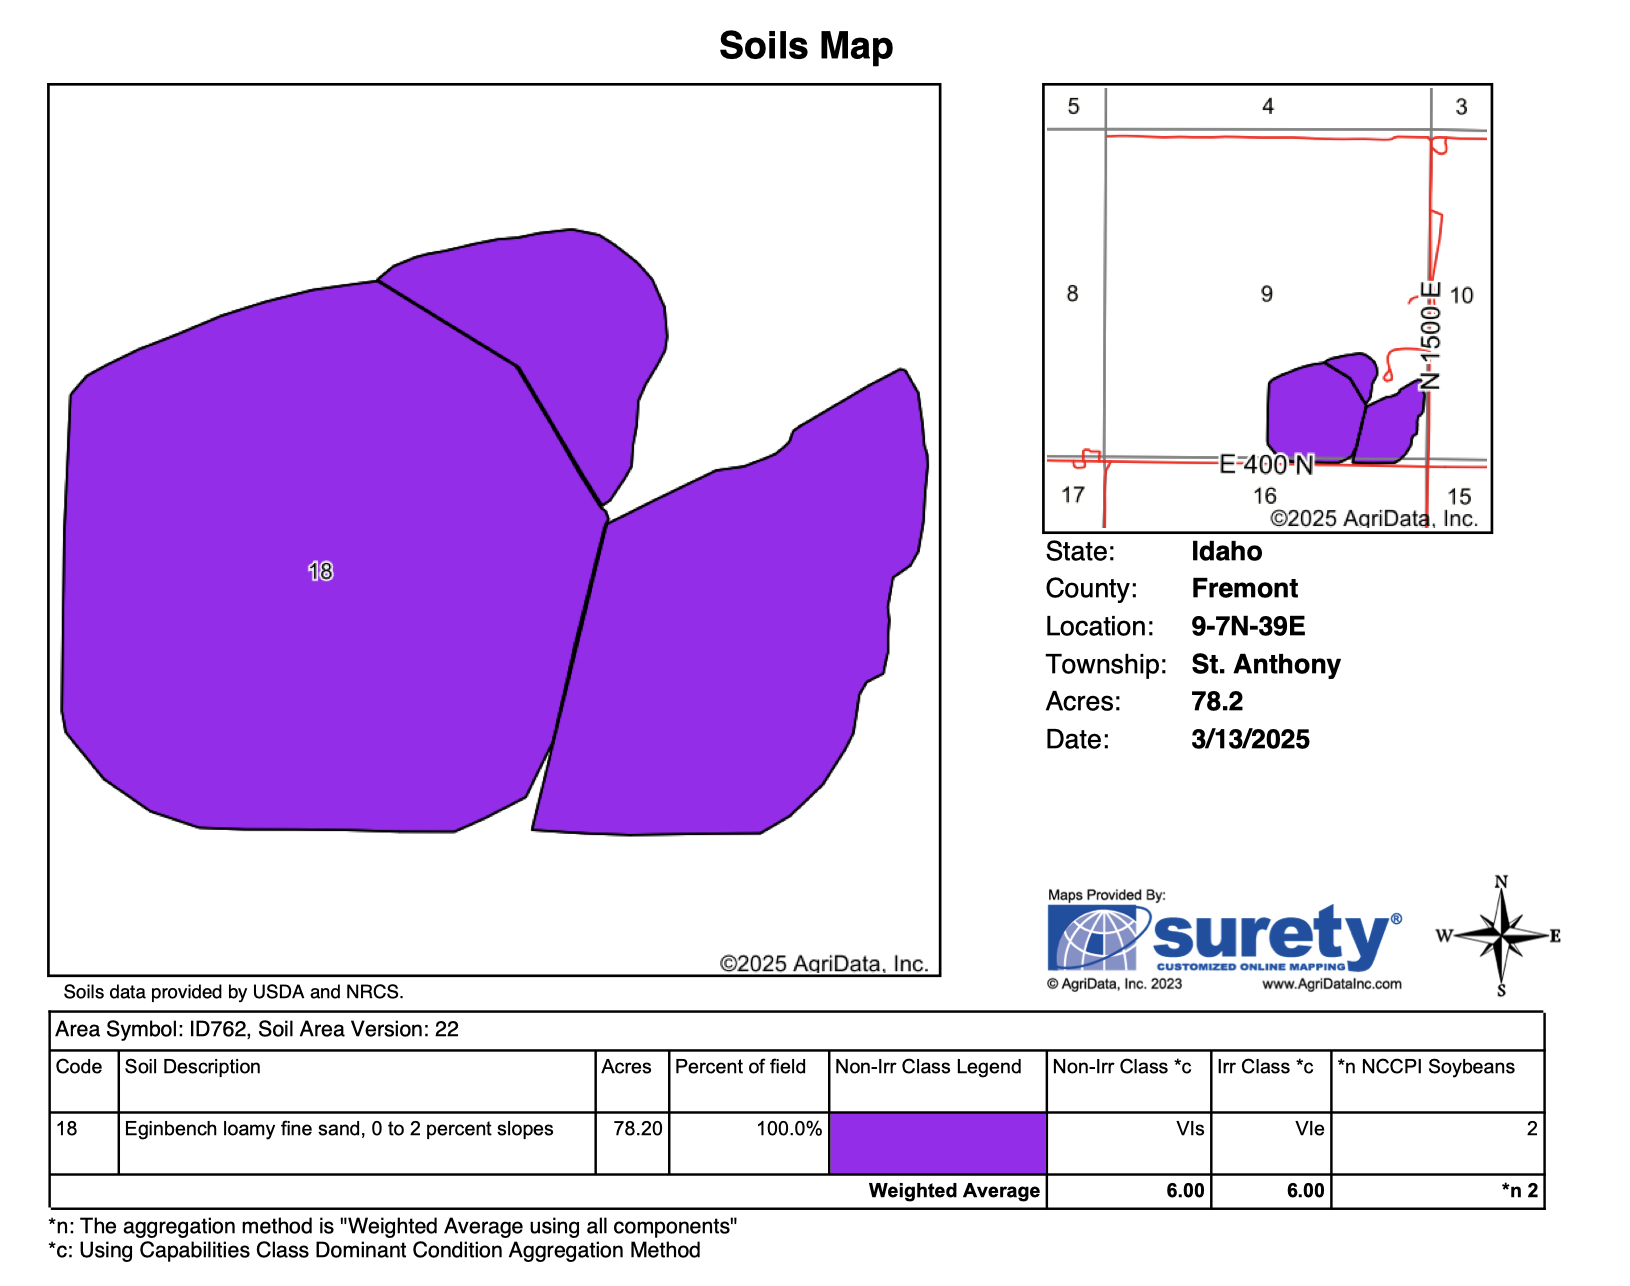 Soils Map
18
©2025 AgriData, Inc.
5 4 3
8 9 10
N 1500 E
E 400 N
17 16 15
©2025 AgriData, Inc.
State: Idaho
County: Fremont
Location: 9-7N-39E
Township: St. Anthony
Acres: 78.2
Date: 3/13/2025
Maps Provided By:
surety®
CUSTOMIZED ONLINE MAPPING
© AgriData, Inc. 2023 www.AgriDataInc.com
N
W E
S
Soils data provided by USDA and NRCS.
Area Symbol: ID762, Soil Area Version: 22
Code Soil Description Acres Percent of field Non-Irr Class Legend Non-Irr Class *c Irr Class *c *n NCCPI Soybeans
18 Eginbench loamy fine sand, 0 to 2 percent slopes 78.20 100.0% VIs VIe 2
Weighted Average 6.00 6.00 *n 2
*n: The aggregation method is "Weighted Average using all components"
*c: Using Capabilities Class Dominant Condition Aggregation Method